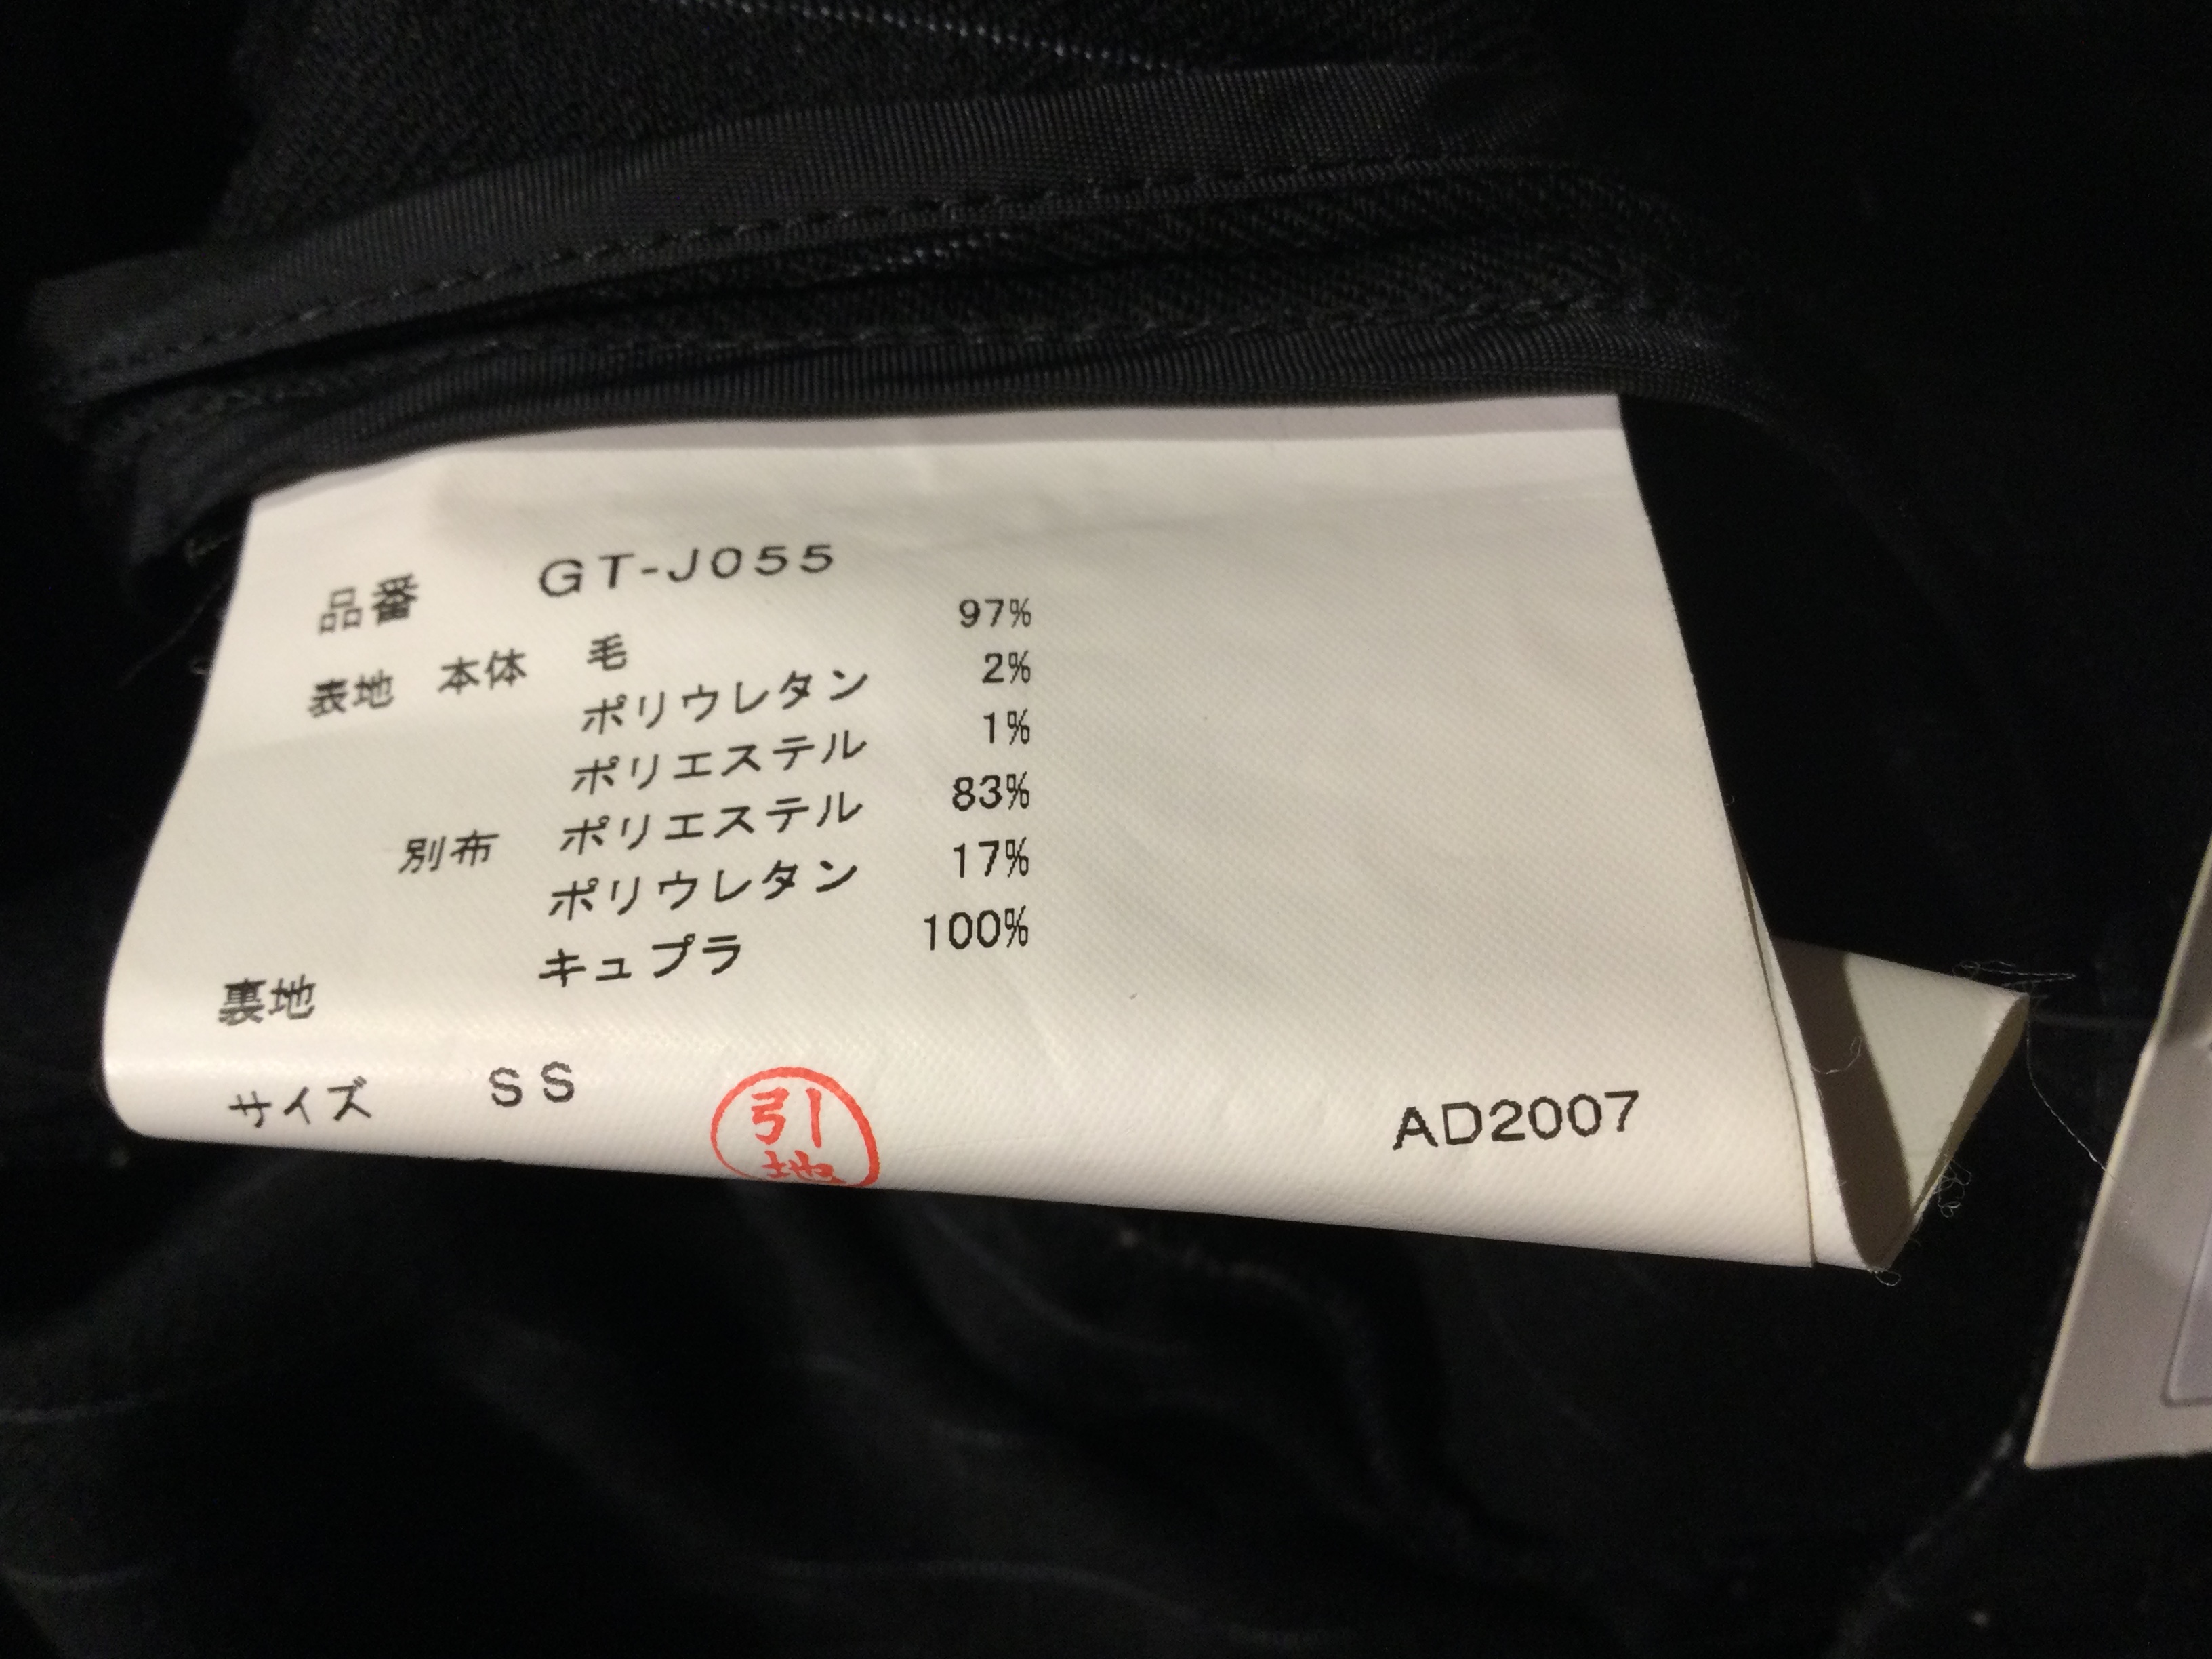 品番 GT-J055
表地 本体 毛 97%
ポリウレタン 2%
ポリエステル 1%
別布 ポリエステル 83%
ポリウレタン 17%
裏地 キュプラ 100%
サイズ SS
引地
AD2007